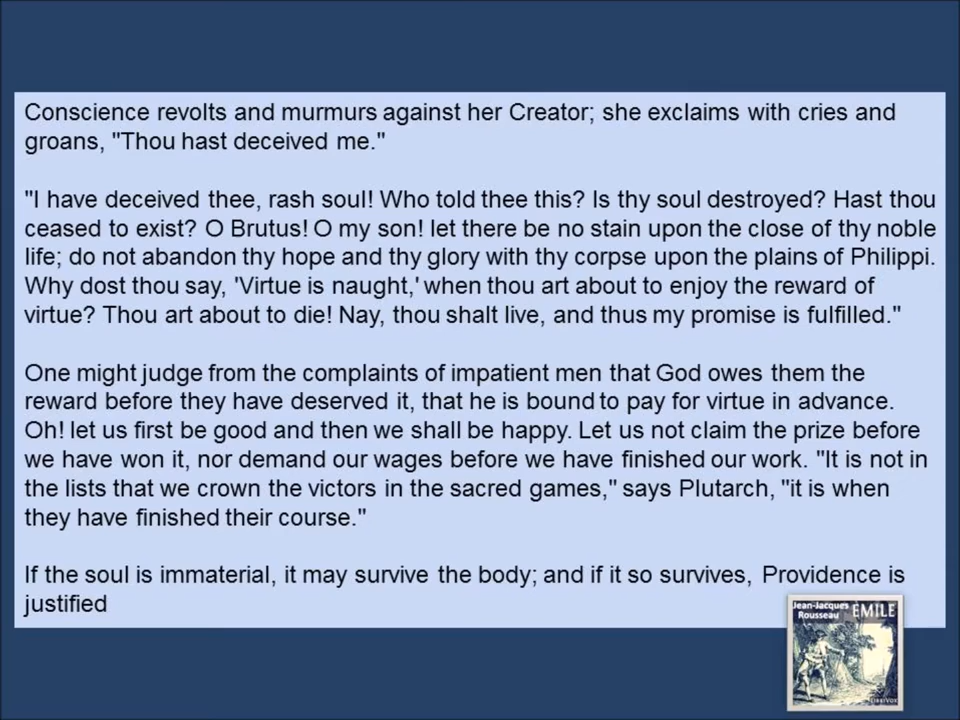 Conscience revolts and murmurs against her Creator; she exclaims with cries and
groans, "Thou hast deceived me."
"I have deceived thee, rash soul! Who told thee this? Is thy soul destroyed? Hast thou
ceased to exist? O Brutus! O my son! let there be no stain upon the close of thy noble
life; do not abandon thy hope and thy glory with thy corpse upon the plains of Philippi.
Why dost thou say, 'Virtue is naught,' when thou art about to enjoy the reward of
virtue? Thou art about to die! Nay, thou shalt live, and thus my promise is fulfilled."
One might judge from the complaints of impatient men that God owes them the
reward before they have deserved it, that he is bound to pay for virtue in advance.
Oh! let us first be good and then we shall be happy. Let us not claim the prize before
we have won it, nor demand our wages before we have finished our work. "It is not in
the lists that we crown the victors in the sacred games," says Plutarch, "it is when
they have finished their course."
If the soul is immaterial, it may survive the body; and if it so survives, Providence is
justified
Jean-Jacques
Rousseau
ÉMILE
LIBRIVOX